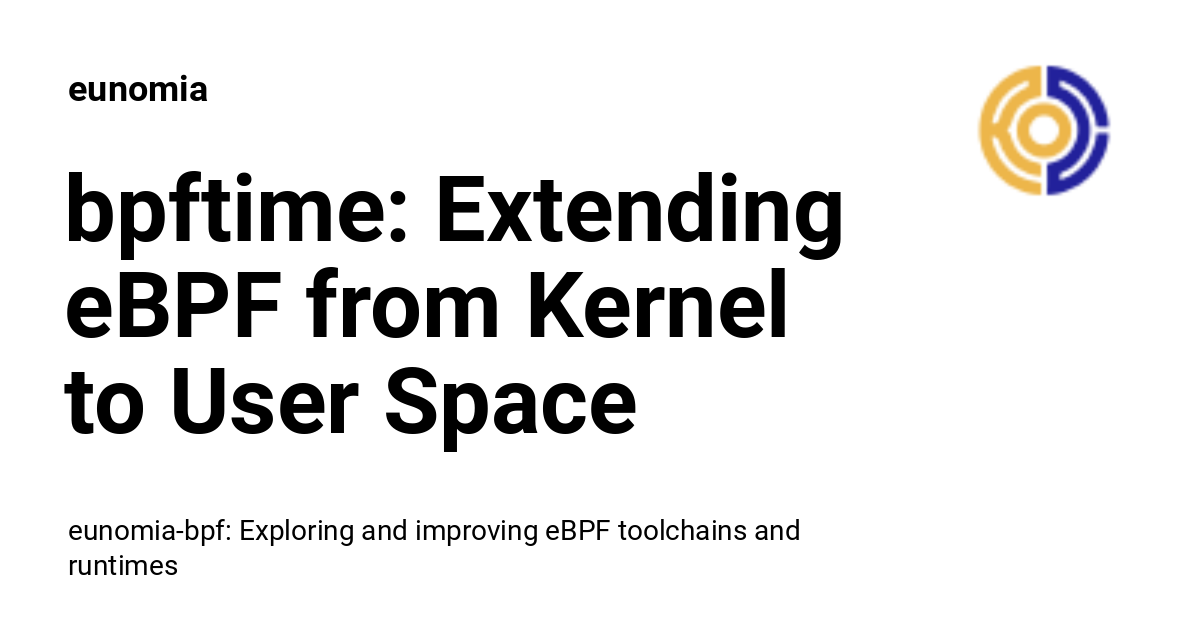 eunomia
bpftime: Extending
eBPF from Kernel
to User Space
eunomia-bpf: Exploring and improving eBPF toolchains and
runtimes